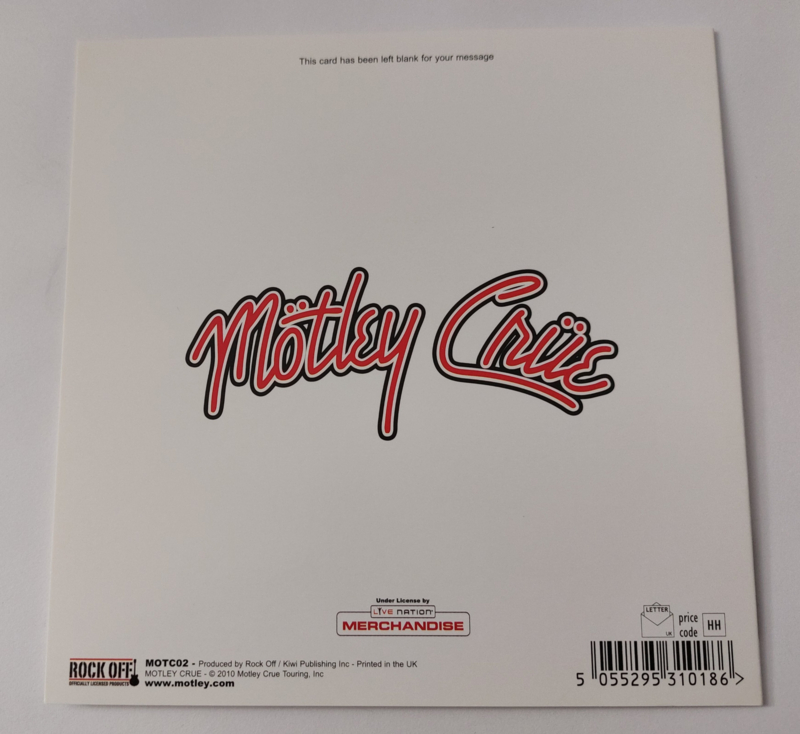 This card has been left blank for your message
Mötley Crüe
Under License by
LIVE NATION
MERCHANDISE
LETTER
UK
price
code
HH
ROCK OFF!
OFFICIALLY LICENSED PRODUCTS
MOTC02 - Produced by Rock Off / Kiwi Publishing Inc - Printed in the UK
MOTLEY CRUE - © 2010 Motley Crue Touring, Inc
www.motley.com
5 055295 310186 >